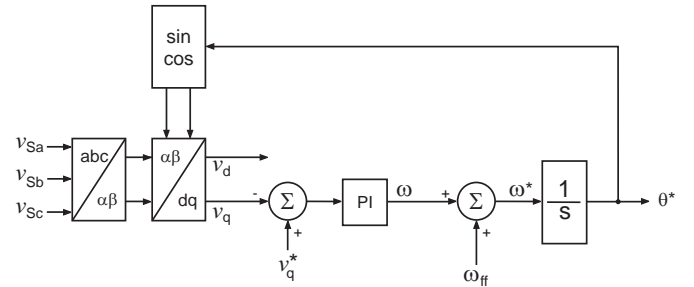 sin
cos
v_Sa
v_Sb
v_Sc
abc
αβ
αβ
dq
v_d
v_q
-
Σ
+
v_q^*
PI
ω
+
Σ
+
ω_ff
ω*
1
s
θ*